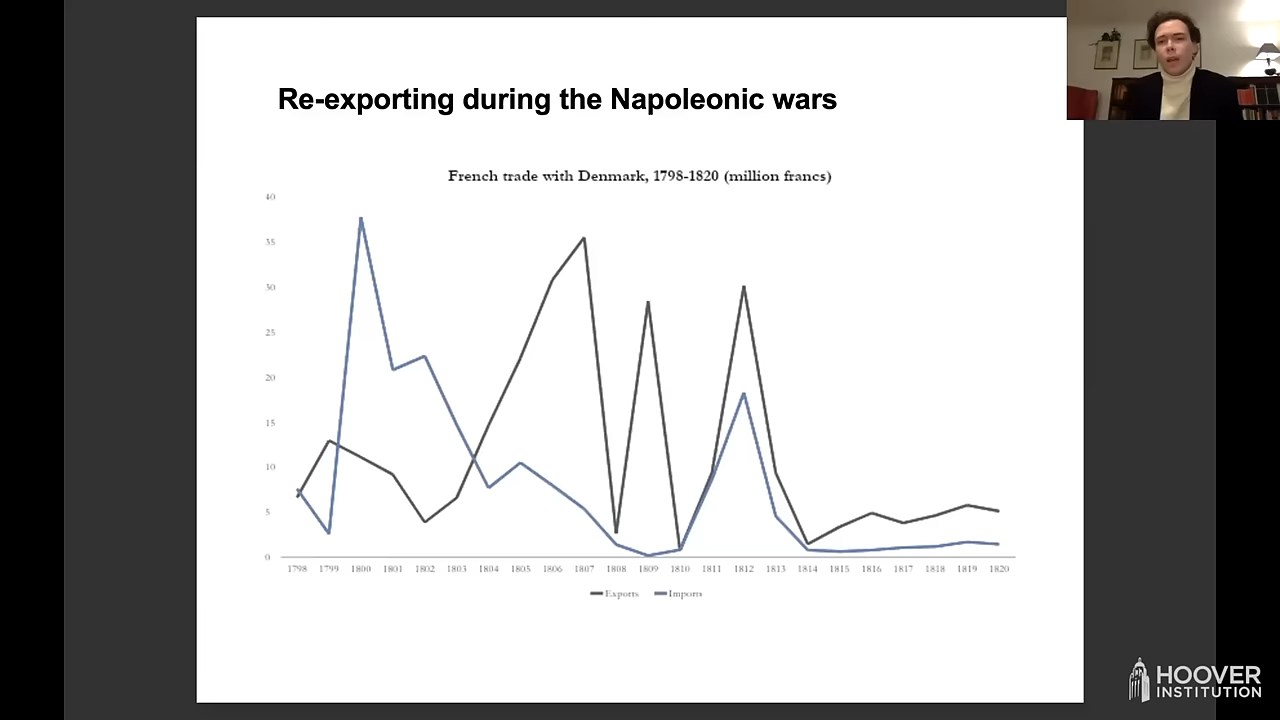 Re-exporting during the Napoleonic wars
French trade with Denmark, 1798-1820 (million francs)
40
35
30
25
20
15
10
5
0
1798 1799 1800 1801 1802 1803 1804 1805 1806 1807 1808 1809 1810 1811 1812 1813 1814 1815 1816 1817 1818 1819 1820
Exports Imports
HOOVER
INSTITUTION